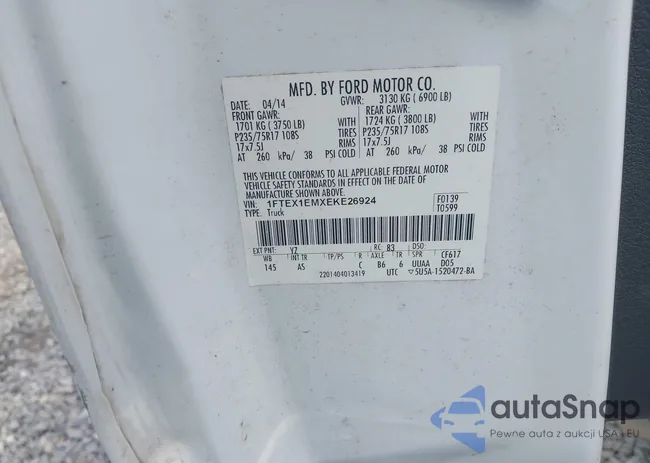 MFD. BY FORD MOTOR CO.
DATE: 04/14 GVWR: 3130 KG ( 6900 LB)
FRONT GAWR: REAR GAWR:
1701 KG ( 3750 LB) WITH 1724 KG ( 3800 LB) WITH
P235/75R17 108S TIRES P235/75R17 108S TIRES
17x7.5J RIMS 17x7.5J RIMS
AT 260 kPa/ 38 PSI COLD AT 260 kPa/ 38 PSI COLD
THIS VEHICLE CONFORMS TO ALL APPLICABLE FEDERAL MOTOR
VEHICLE SAFETY STANDARDS IN EFFECT ON THE DATE OF
MANUFACTURE SHOWN ABOVE.
VIN: 1FTEX1EMXEKE26924 F0139
TYPE: Truck T0599
EXT PNT: YZ RC: B3 DSO:
WB INT TR TP/PS R AXLE TR SPR CF617
145 AS C B6 6 UUAA D05
2201404013419 UTC 5U5A-1520472-BA
autaSnap
Pewne auta z aukcji USA i EU